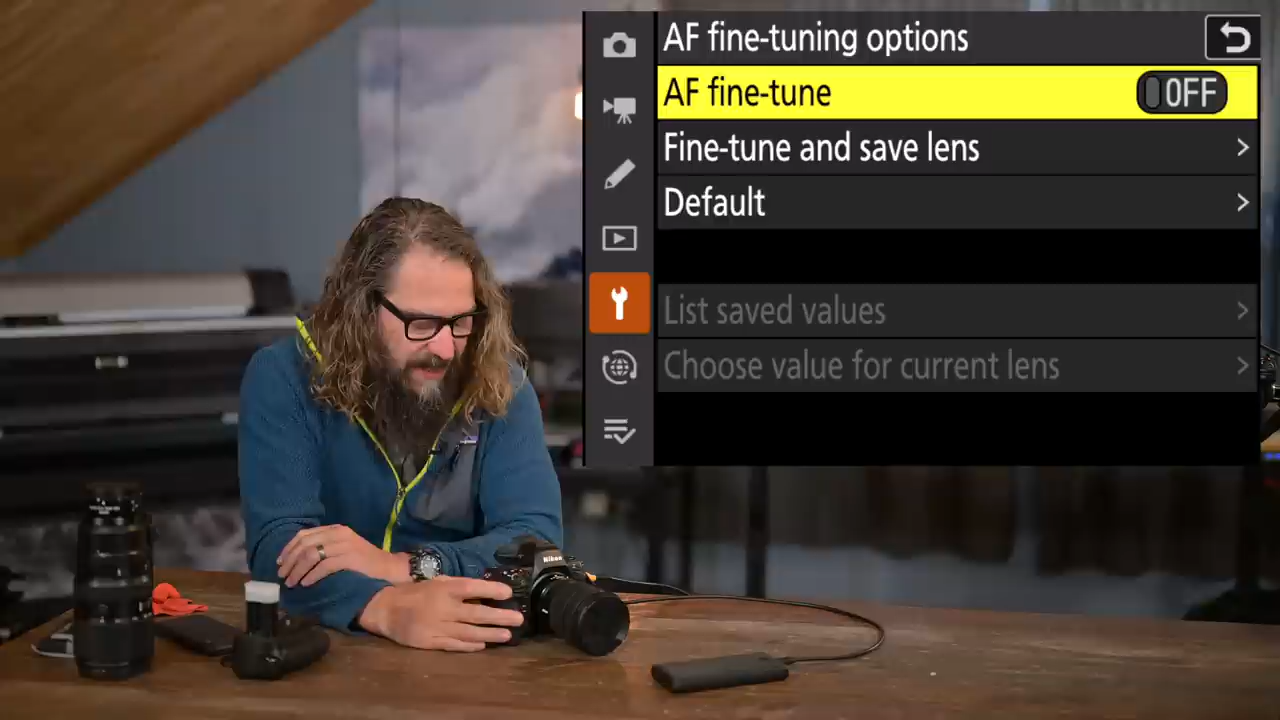 AF fine-tuning options
AF fine-tune
OFF
Fine-tune and save lens
Default
List saved values
Choose value for current lens
Nikon